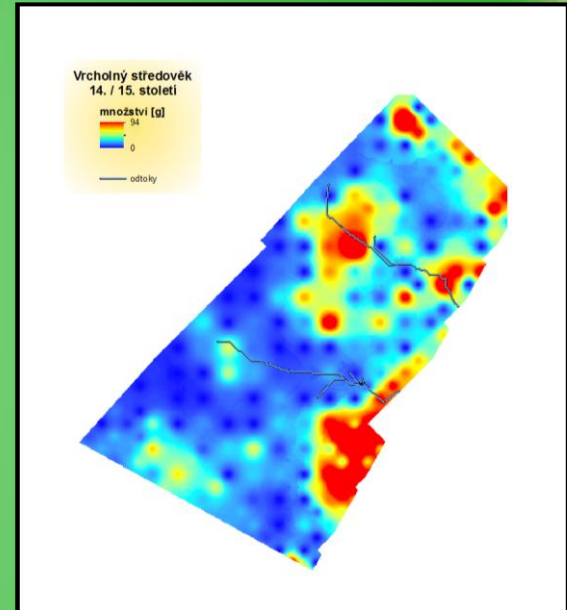 Vrcholný středověk
14. / 15. století
množství [g]
94
0
odtoky